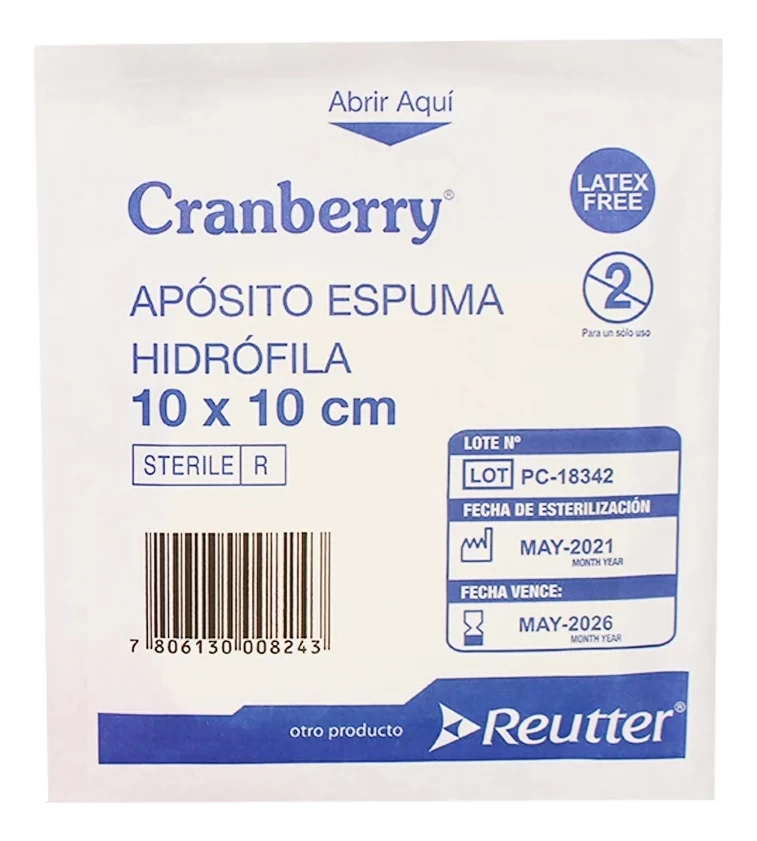 Abrir Aquí
Cranberry®
LATEX
FREE
APÓSITO ESPUMA
HIDRÓFILA
10 x 10 cm
2
Para un sólo uso
STERILE R
LOTE Nº
LOT PC-18342
FECHA DE ESTERILIZACIÓN
MAY-2021
MONTH YEAR
FECHA VENCE:
MAY-2026
MONTH YEAR
7 806130 008243
otro producto
Reutter®